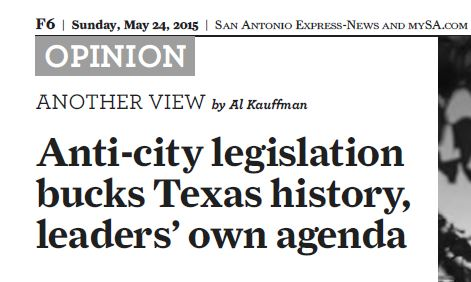 F6 | Sunday, May 24, 2015 | San Antonio Express-News and mySA.com
OPINION
ANOTHER VIEW by Al Kauffman
Anti-city legislation
bucks Texas history,
leaders' own agenda